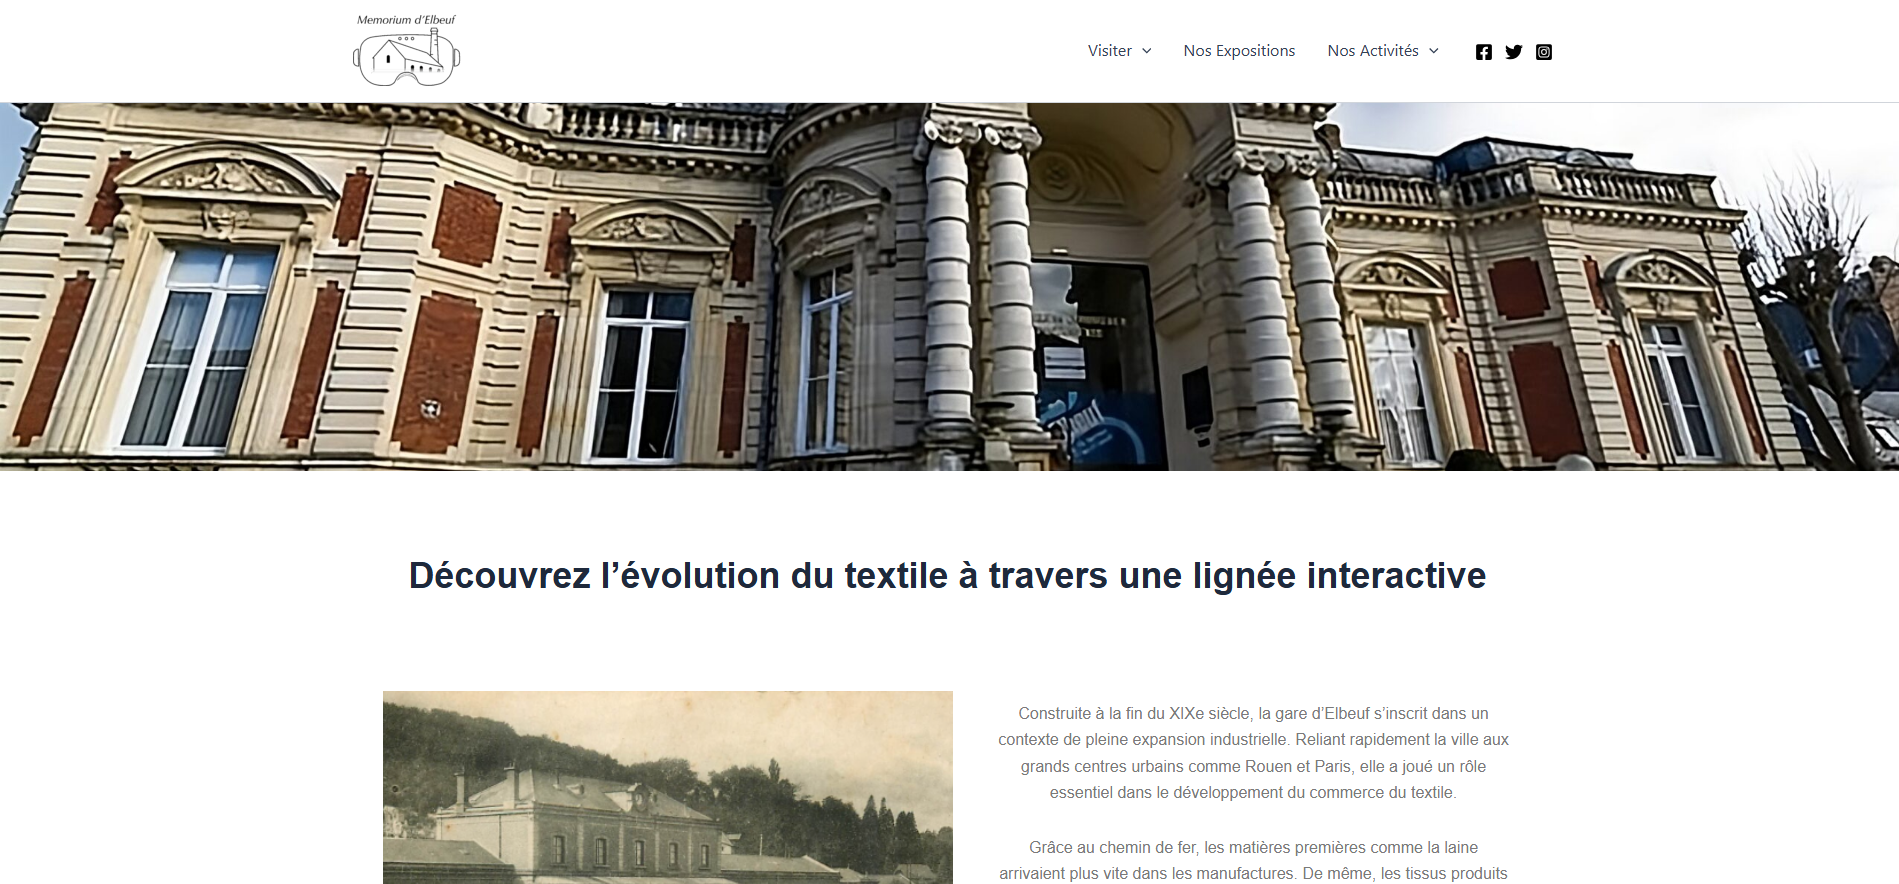 Memorium d'Elbeuf
Visiter
Nos Expositions
Nos Activités
Découvrez l’évolution du textile à travers une lignée interactive
Construite à la fin du XIXe siècle, la gare d’Elbeuf s’inscrit dans un
contexte de pleine expansion industrielle. Reliant rapidement la ville aux
grands centres urbains comme Rouen et Paris, elle a joué un rôle
essentiel dans le développement du commerce du textile.
Grâce au chemin de fer, les matières premières comme la laine
arrivaient plus vite dans les manufactures. De même, les tissus produits